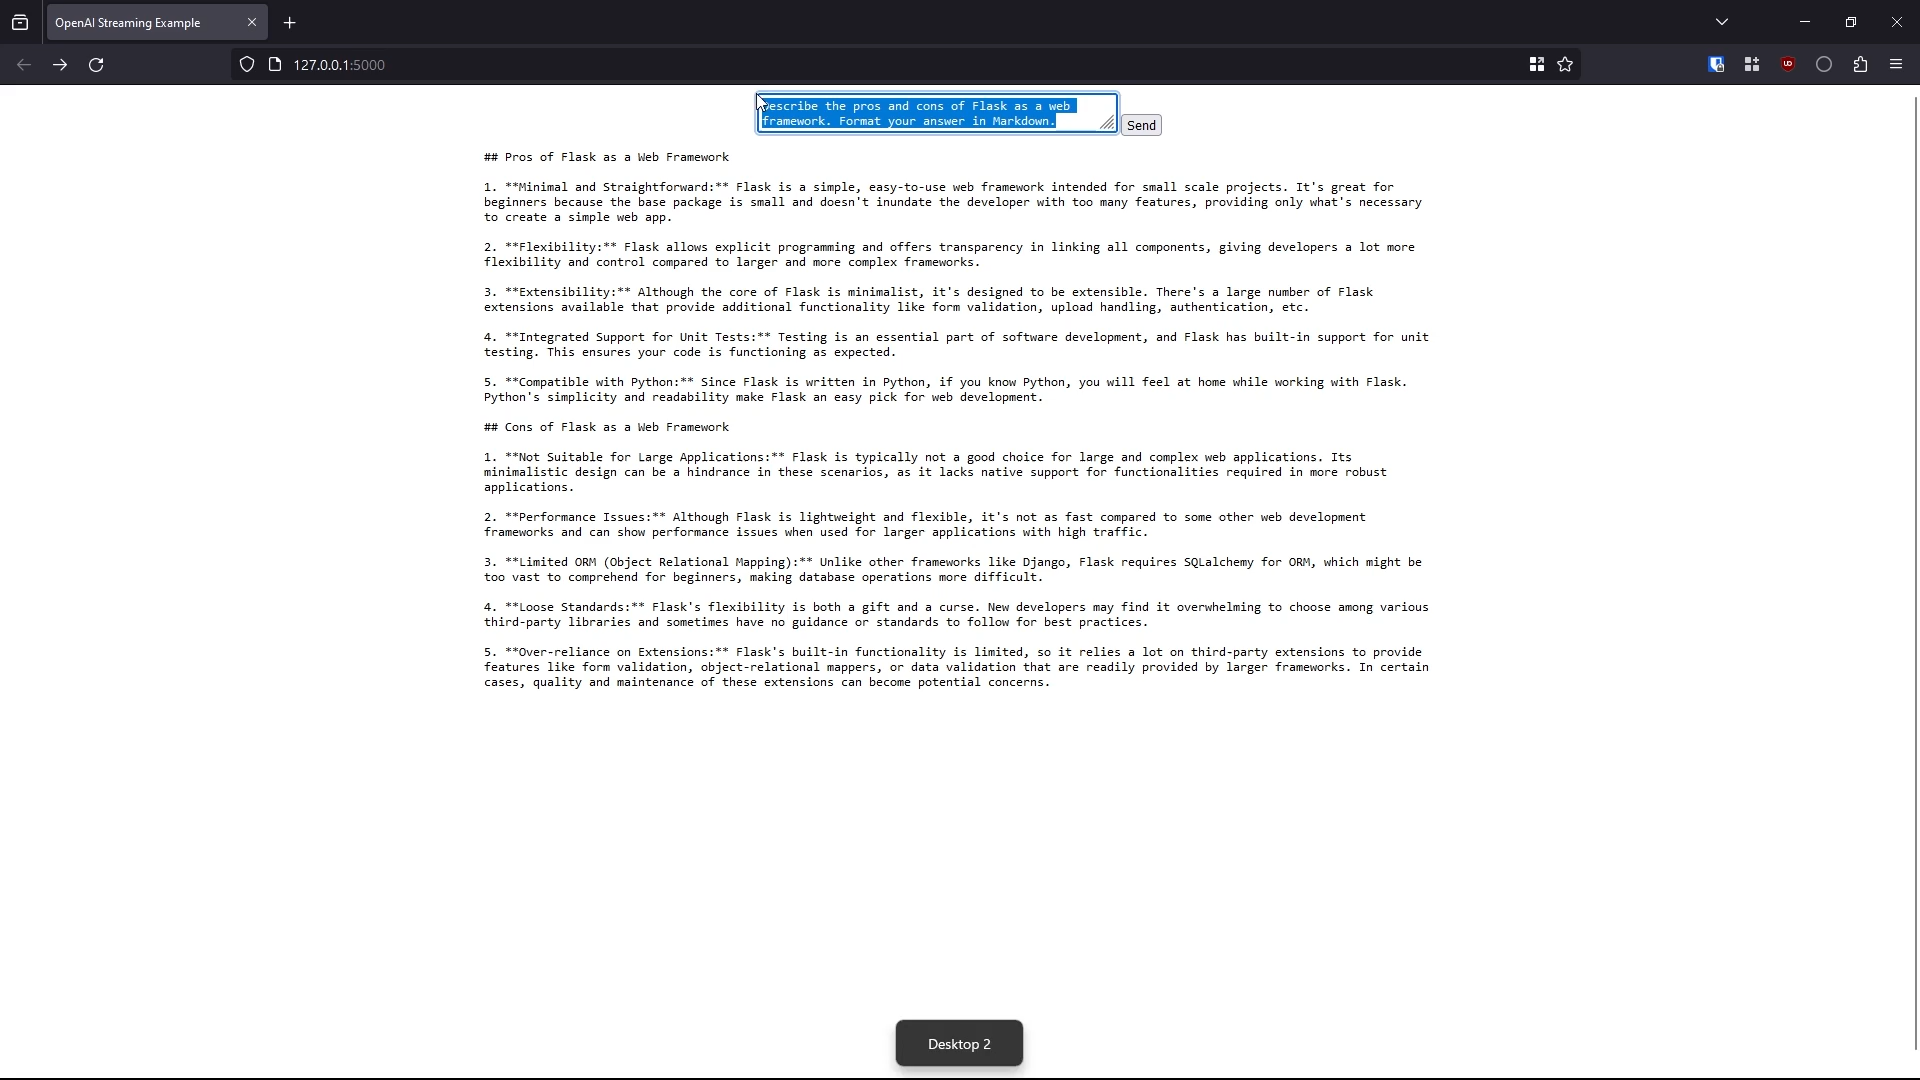 OpenAI Streaming Example
127.0.0.1:5000
Describe the pros and cons of Flask as a web
framework. Format your answer in Markdown.
Send
## Pros of Flask as a Web Framework
1. **Minimal and Straightforward:** Flask is a simple, easy-to-use web framework intended for small scale projects. It's great for
beginners because the base package is small and doesn't inundate the developer with too many features, providing only what's necessary
to create a simple web app.
2. **Flexibility:** Flask allows explicit programming and offers transparency in linking all components, giving developers a lot more
flexibility and control compared to larger and more complex frameworks.
3. **Extensibility:** Although the core of Flask is minimalist, it's designed to be extensible. There's a large number of Flask
extensions available that provide additional functionality like form validation, upload handling, authentication, etc.
4. **Integrated Support for Unit Tests:** Testing is an essential part of software development, and Flask has built-in support for unit
testing. This ensures your code is functioning as expected.
5. **Compatible with Python:** Since Flask is written in Python, if you know Python, you will feel at home while working with Flask.
Python's simplicity and readability make Flask an easy pick for web development.
## Cons of Flask as a Web Framework
1. **Not Suitable for Large Applications:** Flask is typically not a good choice for large and complex web applications. Its
minimalistic design can be a hindrance in these scenarios, as it lacks native support for functionalities required in more robust
applications.
2. **Performance Issues:** Although Flask is lightweight and flexible, it's not as fast compared to some other web development
frameworks and can show performance issues when used for larger applications with high traffic.
3. **Limited ORM (Object Relational Mapping):** Unlike other frameworks like Django, Flask requires SQLalchemy for ORM, which might be
too vast to comprehend for beginners, making database operations more difficult.
4. **Loose Standards:** Flask's flexibility is both a gift and a curse. New developers may find it overwhelming to choose among various
third-party libraries and sometimes have no guidance or standards to follow for best practices.
5. **Over-reliance on Extensions:** Flask's built-in functionality is limited, so it relies a lot on third-party extensions to provide
features like form validation, object-relational mappers, or data validation that are readily provided by larger frameworks. In certain
cases, quality and maintenance of these extensions can become potential concerns.
Desktop 2